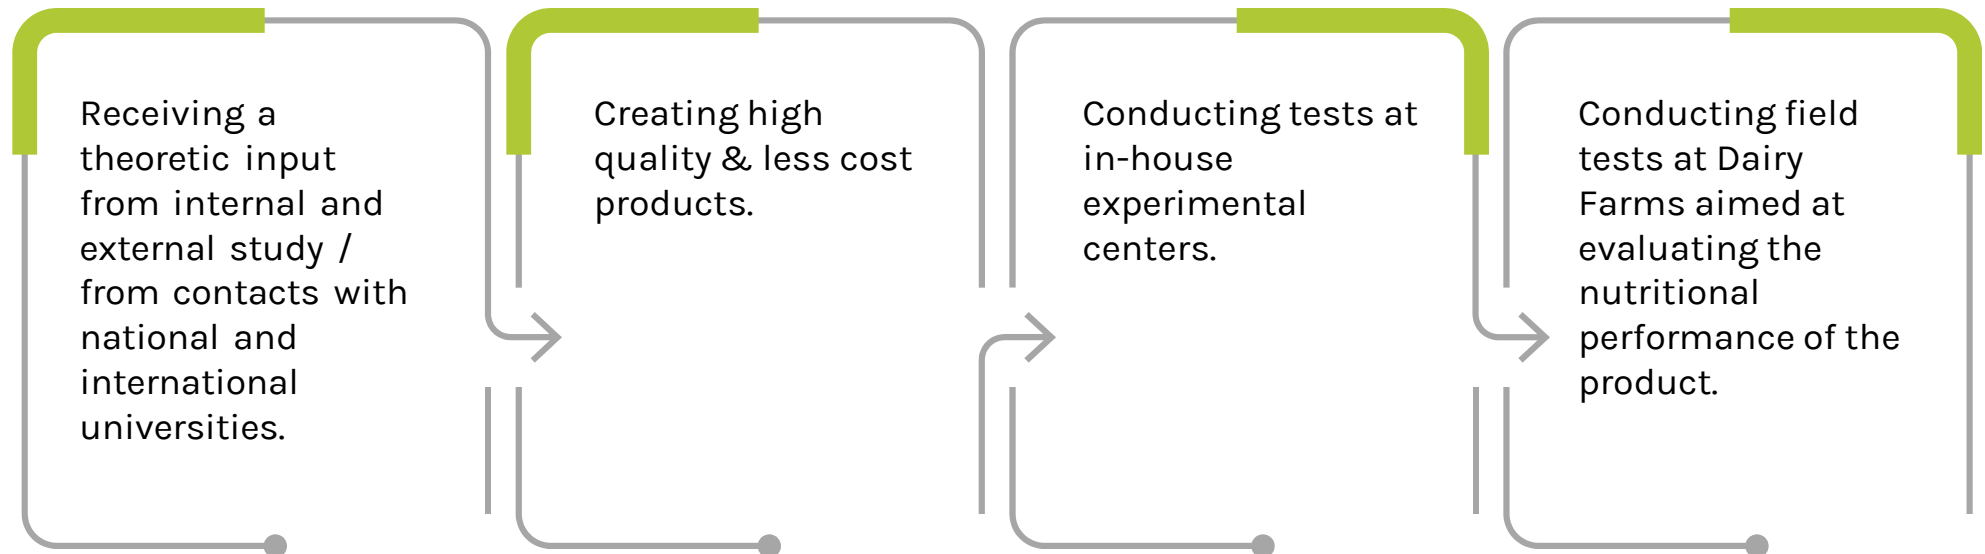 Receiving a
theoretic input
from internal and
external study /
from contacts with
national and
international
universities.
Creating high
quality & less cost
products.
Conducting tests at
in-house
experimental
centers.
Conducting field
tests at Dairy
Farms aimed at
evaluating the
nutritional
performance of the
product.